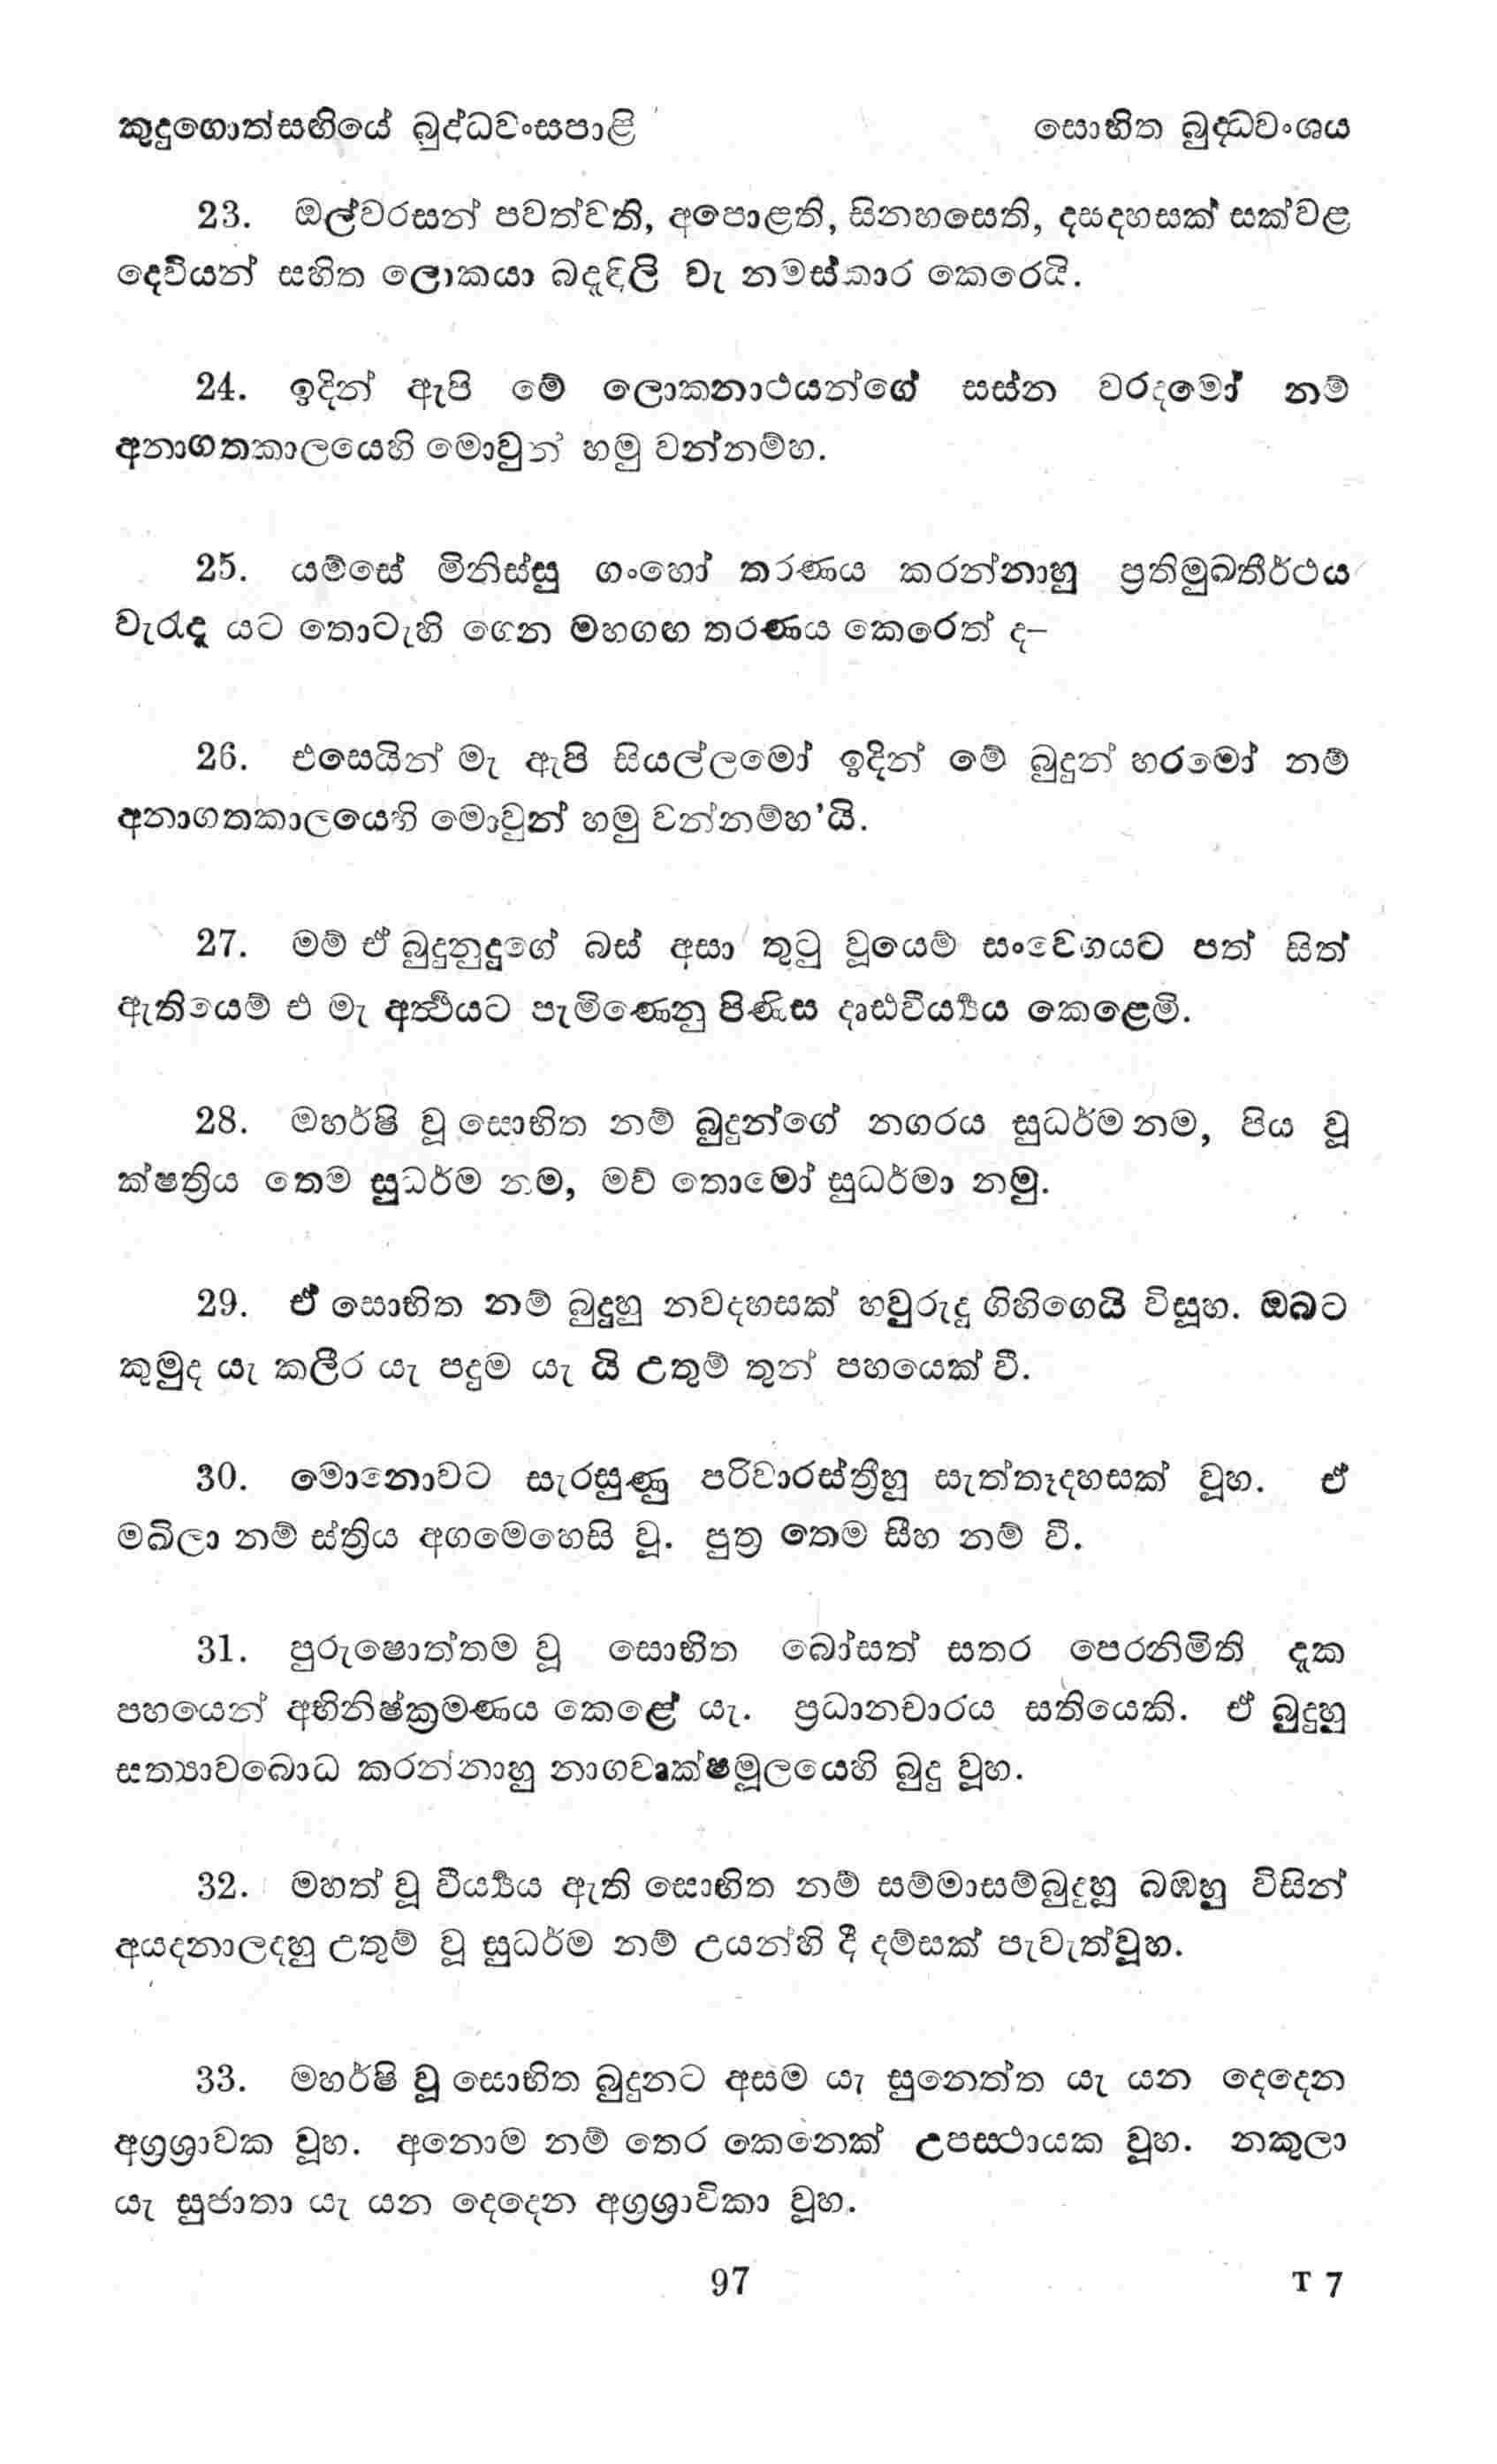 කුදුගොත්සඟියේ බුද්ධවංසපාළි
සොභිත බුද්ධවංශය
23. ඔල්වරසන් පවත්වති, අපොළති, සිනහසෙති, දසදහසක් සක්වළ
දෙවියන් සහිත ලොකයා බදැඳිලි වැ නමස්කාර කෙරෙයි.
24. ඉදින් ඇපි මේ ලොකනාථයන්ගේ සස්න වරදමෝ නම්
අනාගතකාලයෙහි මොවුන් හමු වන්නම්හ.
25. යම්සේ මිනිස්සු ගංහෝ තරණය කරන්නාහු ප්‍රතිමුඛතීර්ථය
වැරැදූ යට තොටැහි ගෙන මහගඟ තරණය කෙරෙත් ද–
26. එසෙයින් මැ ඇපි සියල්ලමෝ ඉදින් මේ බුදුන් හරමෝ නම්
අනාගතකාලයෙහි මොවුන් හමු වන්නම්හ’යි.
27. මම් ඒ බුදුනුදුගේ බස් අසා තුටු වූයෙම් සංවෙගයට පත් සිත්
ඇතියෙම් එ මැ අර්ත්‍ථයට පැමිණෙනු පිණිස දෘඪවීර්‍ය්‍යය කෙළෙමි.
28. මහර්ෂි වූ සොභිත නම් බුදුන්ගේ නගරය සුධර්ම නම, පිය වූ
ක්ෂත්‍රිය තෙම සුධර්ම නම, මව් තොමෝ සුධර්මා නමු.
29. ඒ සොභිත නම් බුදුහු නවදහසක් හවුරුදු ගිහිගෙයි විසූහ. ඔබට
කුමුද යැ කලීර යැ පදුම යැ යි උතුම් තුන් පහයෙක් වී.
30. මොනොවට සැරසුණු පරිවාරස්ත්‍රීහු සැත්තෑදහසක් වූහ. ඒ
මඛිලා නම් ස්ත්‍රිය අගමෙහෙසි වූ. පුත්‍ර තෙම සීහ නම් වී.
31. පුරුෂොත්තම වූ සොභිත බෝසත් සතර පෙරනිමිති දැක
පහයෙන් අභිනිෂ්ක්‍රමණය කෙළේ යැ. ප්‍රධානචාරය සතියෙකි. ඒ බුදුහු
සත්‍යාවබොධ කරන්නාහු නාගවෘක්ෂමූලයෙහි බුදු වූහ.
32. මහත් වූ වීර්‍ය්‍යය ඇති සොභිත නම් සම්මාසම්බුදුහු බඹහු විසින්
අයදනාලදහු උතුම් වූ සුධර්ම නම් උයන්හි දී දම්සක් පැවැත්වූහ.
33. මහර්ෂි වූ සොභිත බුදුනට අසම යැ සුනෙත්ත යැ යන දෙදෙන
අග්‍රශ්‍රාවක වූහ. අනොම නම් තෙර කෙනෙක් උපස්ථායක වූහ. නකුලා
යැ සුජාතා යැ යන දෙදෙන අග්‍රශ්‍රාවිකා වූහ.
97
T 7